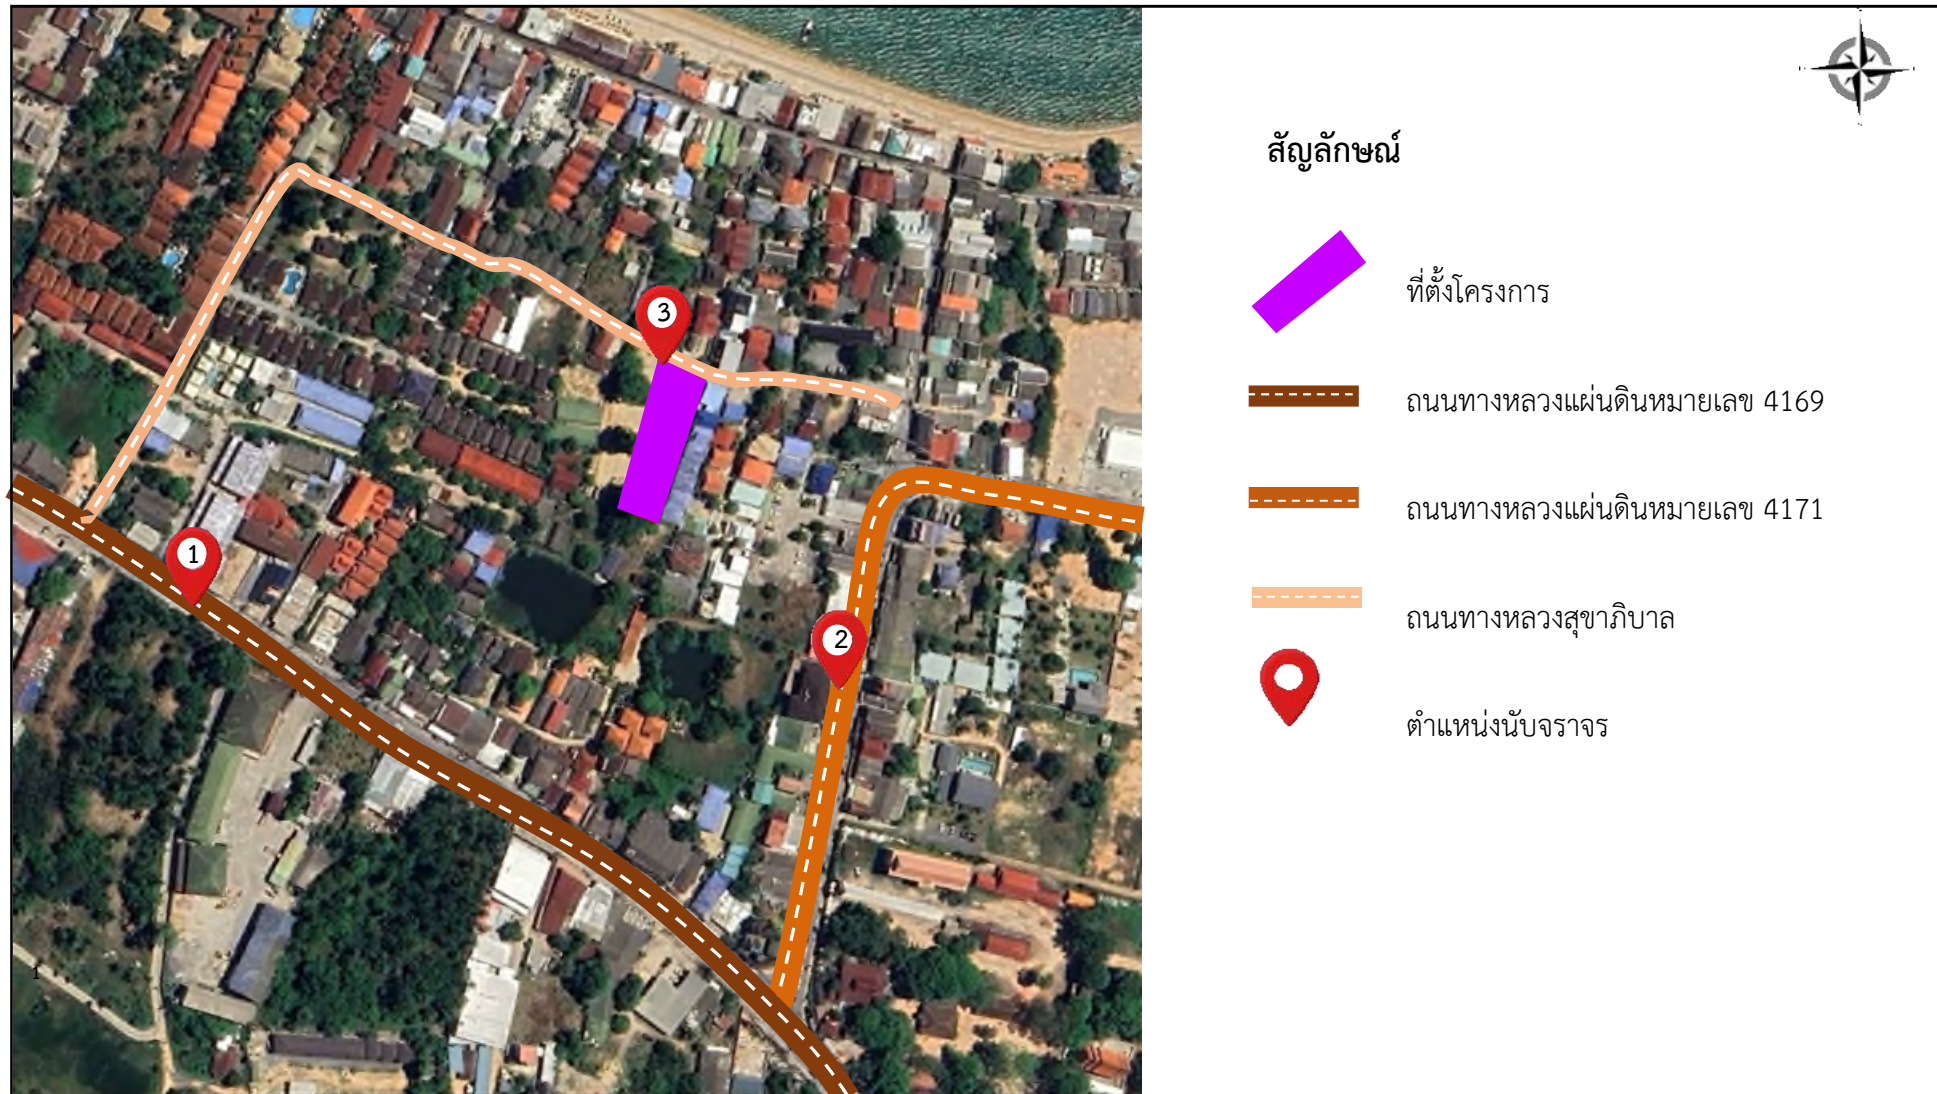 สัญลักษณ์
ที่ตั้งโครงการ
ถนนทางหลวงแผ่นดินหมายเลข 4169
ถนนทางหลวงแผ่นดินหมายเลข 4171
ถนนทางหลวงสุขาภิบาล
ตำแหน่งนับจราจร
3
1
2
1